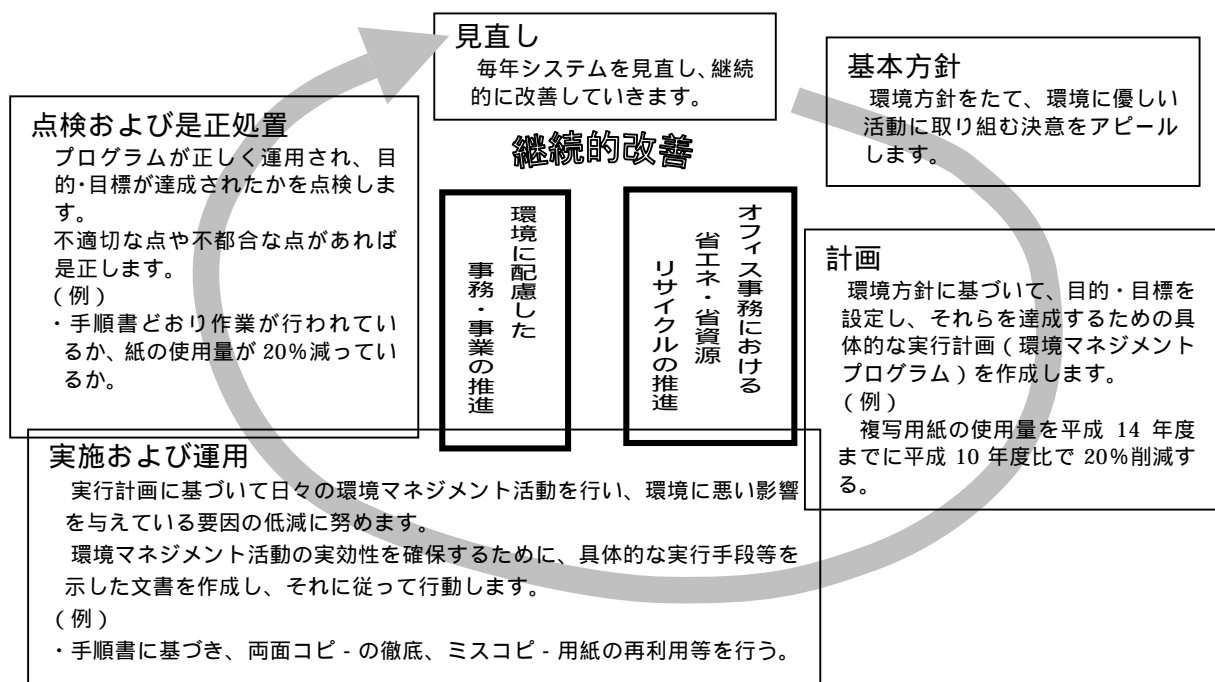 見直し
毎年システムを見直し、継続
的に改善していきます。
基本方針
環境方針をたて、環境に優しい
活動に取り組む決意をアピール
します。
点検および是正処置
プログラムが正しく運用され、目
的・目標が達成されたかを点検しま
す。
不適切な点や不都合な点があれば
是正します。
(例)
・手順書どおり作業が行われてい
るか、紙の使用量が 20%減ってい
るか。
継続的改善
オフィス事務における
省エネ・省資源
リサイクルの推進
環境に配慮した
事務・事業の推進
計画
環境方針に基づいて、目的・目標を
設定し、それらを達成するための具
体的な実行計画(環境マネジメント
プログラム)を作成します。
(例)
複写用紙の使用量を平成 14 年度
までに平成 10 年度比で 20%削減す
る。
実施および運用
実行計画に基づいて日々の環境マネジメント活動を行い、環境に悪い影響
を与えている要因の低減に努めます。
環境マネジメント活動の実効性を確保するために、具体的な実行手段等を
示した文書を作成し、それに従って行動します。
(例)
・手順書に基づき、両面コピ‐の徹底、ミスコピ‐用紙の再利用等を行う。